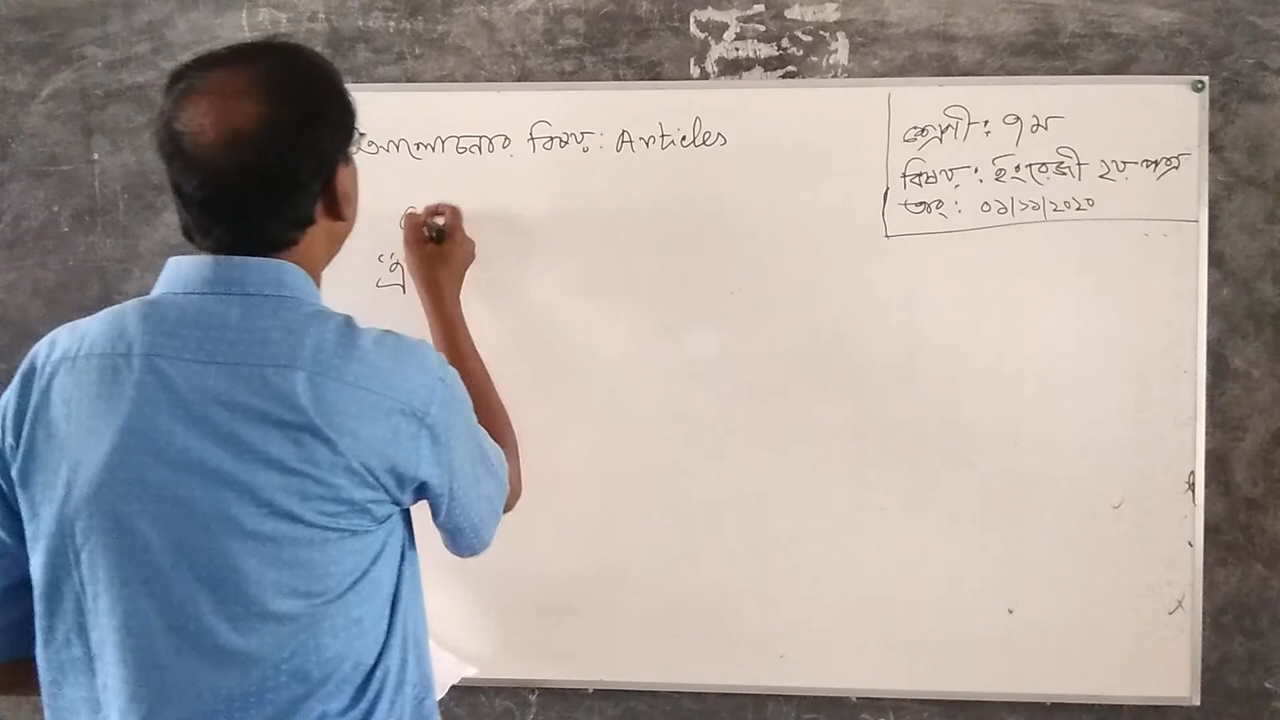 আলোচনার বিষয়: Articles
শ্রেণী: ৭ম
বিষয়: ইংরেজী ২য় পত্র
তাং: ০১/১১/২০২০